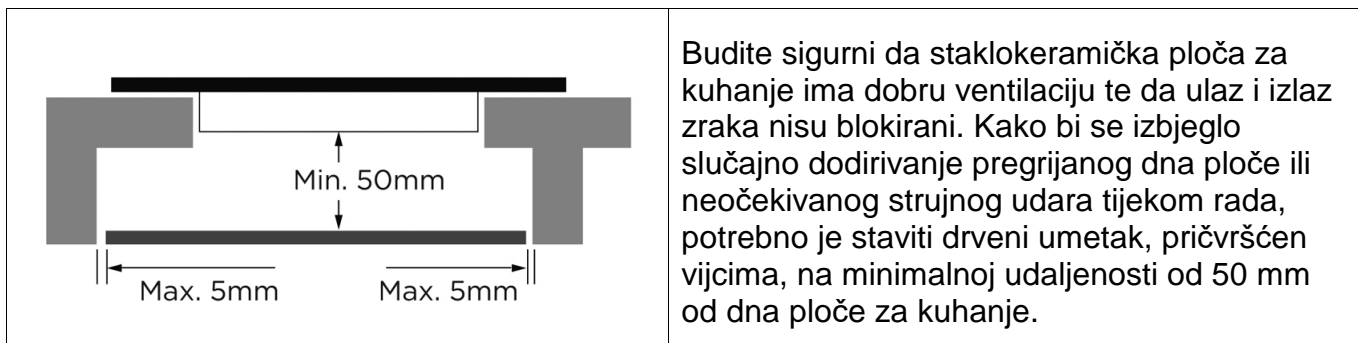 Min. 50mm
Max. 5mm
Max. 5mm
Budite sigurni da staklokeramička ploča za
kuhanje ima dobru ventilaciju te da ulaz i izlaz
zraka nisu blokirani. Kako bi se izbjeglo
slučajno dodirivanje pregrijanog dna ploče ili
neočekivanog strujnog udara tijekom rada,
potrebno je staviti drveni umetak, pričvršćen
vijcima, na minimalnoj udaljenosti od 50 mm
od dna ploče za kuhanje.